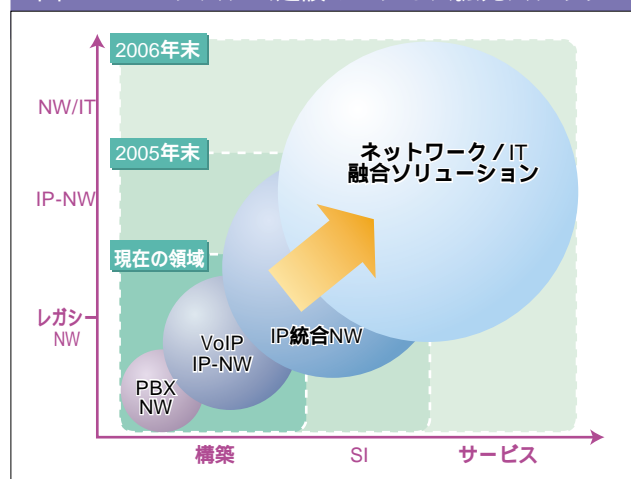 2006年末
NW/IT
2005年末
ネットワーク / IT
融合ソリューション
IP-NW
現在の領域
レガシー
NW
VoIP
IP-NW
IP統合NW
PBX
NW
構築
SI
サービス